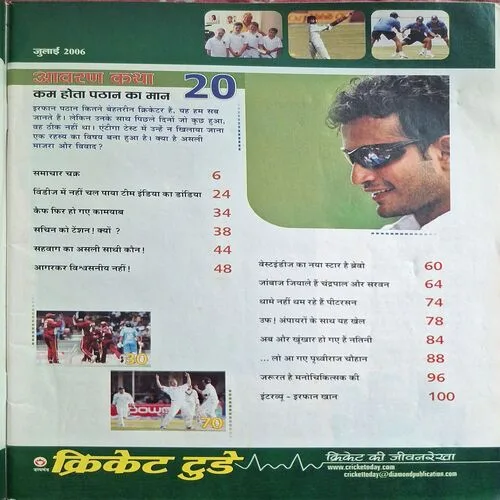 जुलाई 2006
आवरण कथा 20
कम होता पठान का मान
इरफान पठान कितने बेहतरीन क्रिकेटर है, यह हम सब
जानते है। लेकिन उनके साथ पिछले दिनों जो कुछ हुआ,
वह ठीक नहीं था। एंटीगा टेस्ट में उन्हें न खिलाया जाना
एक रहस्य का विषय बना हुआ है। क्या है असली
माजरा और विवाद?
समाचार चक्र 6
विंडीज में नहीं चल पाया टीम इंडिया का डांडिया 24
कैफ फिर हो गए कामयाब 34
सचिन को टेंशन! क्यों ? 38
सहवाग का असली साथी कौन! 44
आगरकर विश्वसनीय नहीं! 48
वेस्टइंडीज का नया स्टार है ब्रेवो 60
जांबाज जियाले हैं चंद्रपाल और सरवन 64
थामे नहीं थम रहे हैं पीटरसन 74
उफ! अंपायरों के साथ यह खेल 78
अब और खूंखार हो गए नतिनी 84
... लो आ गए पृथ्वीराज चौहान 88
जरूरत है मनोचिकित्सक की 96
इंटरव्यू - इरफान खान 100
30
70
डायमंड
क्रिकेट टुडे
क्रिकेट की जीवनरेखा
www.cricketoday.com
cricketoday@diamondpublication.com